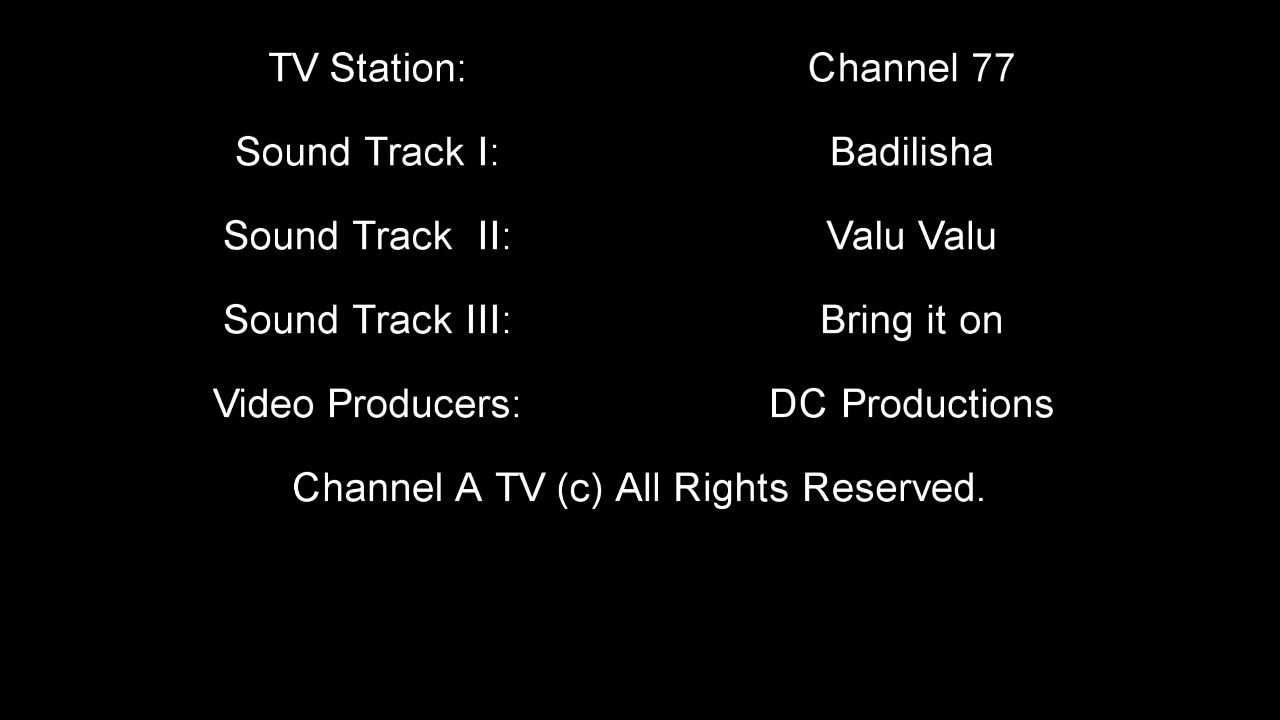 TV Station: Channel 77
Sound Track I: Badilisha
Sound Track  II: Valu Valu
Sound Track III: Bring it on
Video Producers: DC Productions
Channel A TV (c) All Rights Reserved.